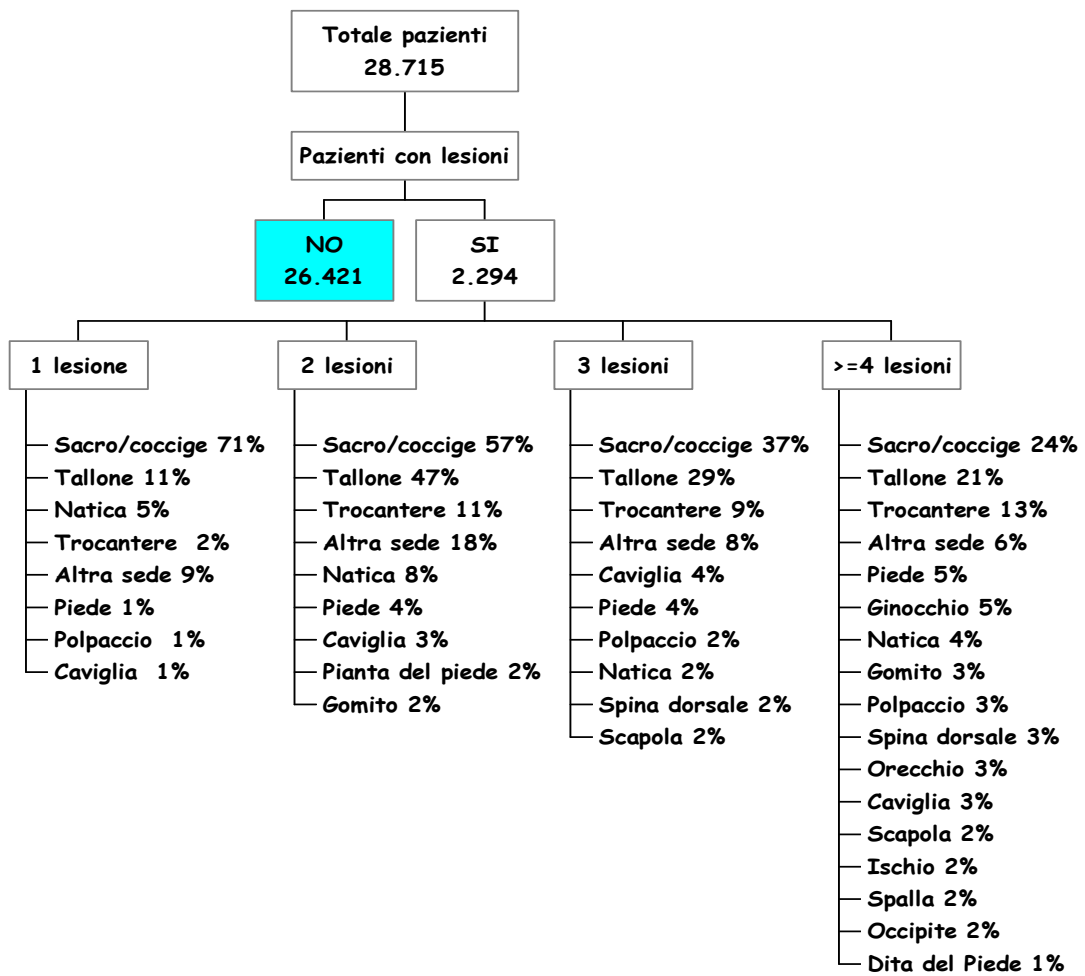 Totale pazienti
28.715
Pazienti con lesioni
NO
26.421
SI
2.294
1 lesione
Sacro/coccige 71%
Tallone 11%
Natica 5%
Trocantere 2%
Altra sede 9%
Piede 1%
Polpaccio 1%
Caviglia 1%
2 lesioni
Sacro/coccige 57%
Tallone 47%
Trocantere 11%
Altra sede 18%
Natica 8%
Piede 4%
Caviglia 3%
Pianta del piede 2%
Gomito 2%
3 lesioni
Sacro/coccige 37%
Tallone 29%
Trocantere 9%
Altra sede 8%
Caviglia 4%
Piede 4%
Polpaccio 2%
Natica 2%
Spina dorsale 2%
Scapola 2%
>=4 lesioni
Sacro/coccige 24%
Tallone 21%
Trocantere 13%
Altra sede 6%
Piede 5%
Ginocchio 5%
Natica 4%
Gomito 3%
Polpaccio 3%
Spina dorsale 3%
Orecchio 3%
Caviglia 3%
Scapola 2%
Ischio 2%
Spalla 2%
Occipite 2%
Dita del Piede 1%